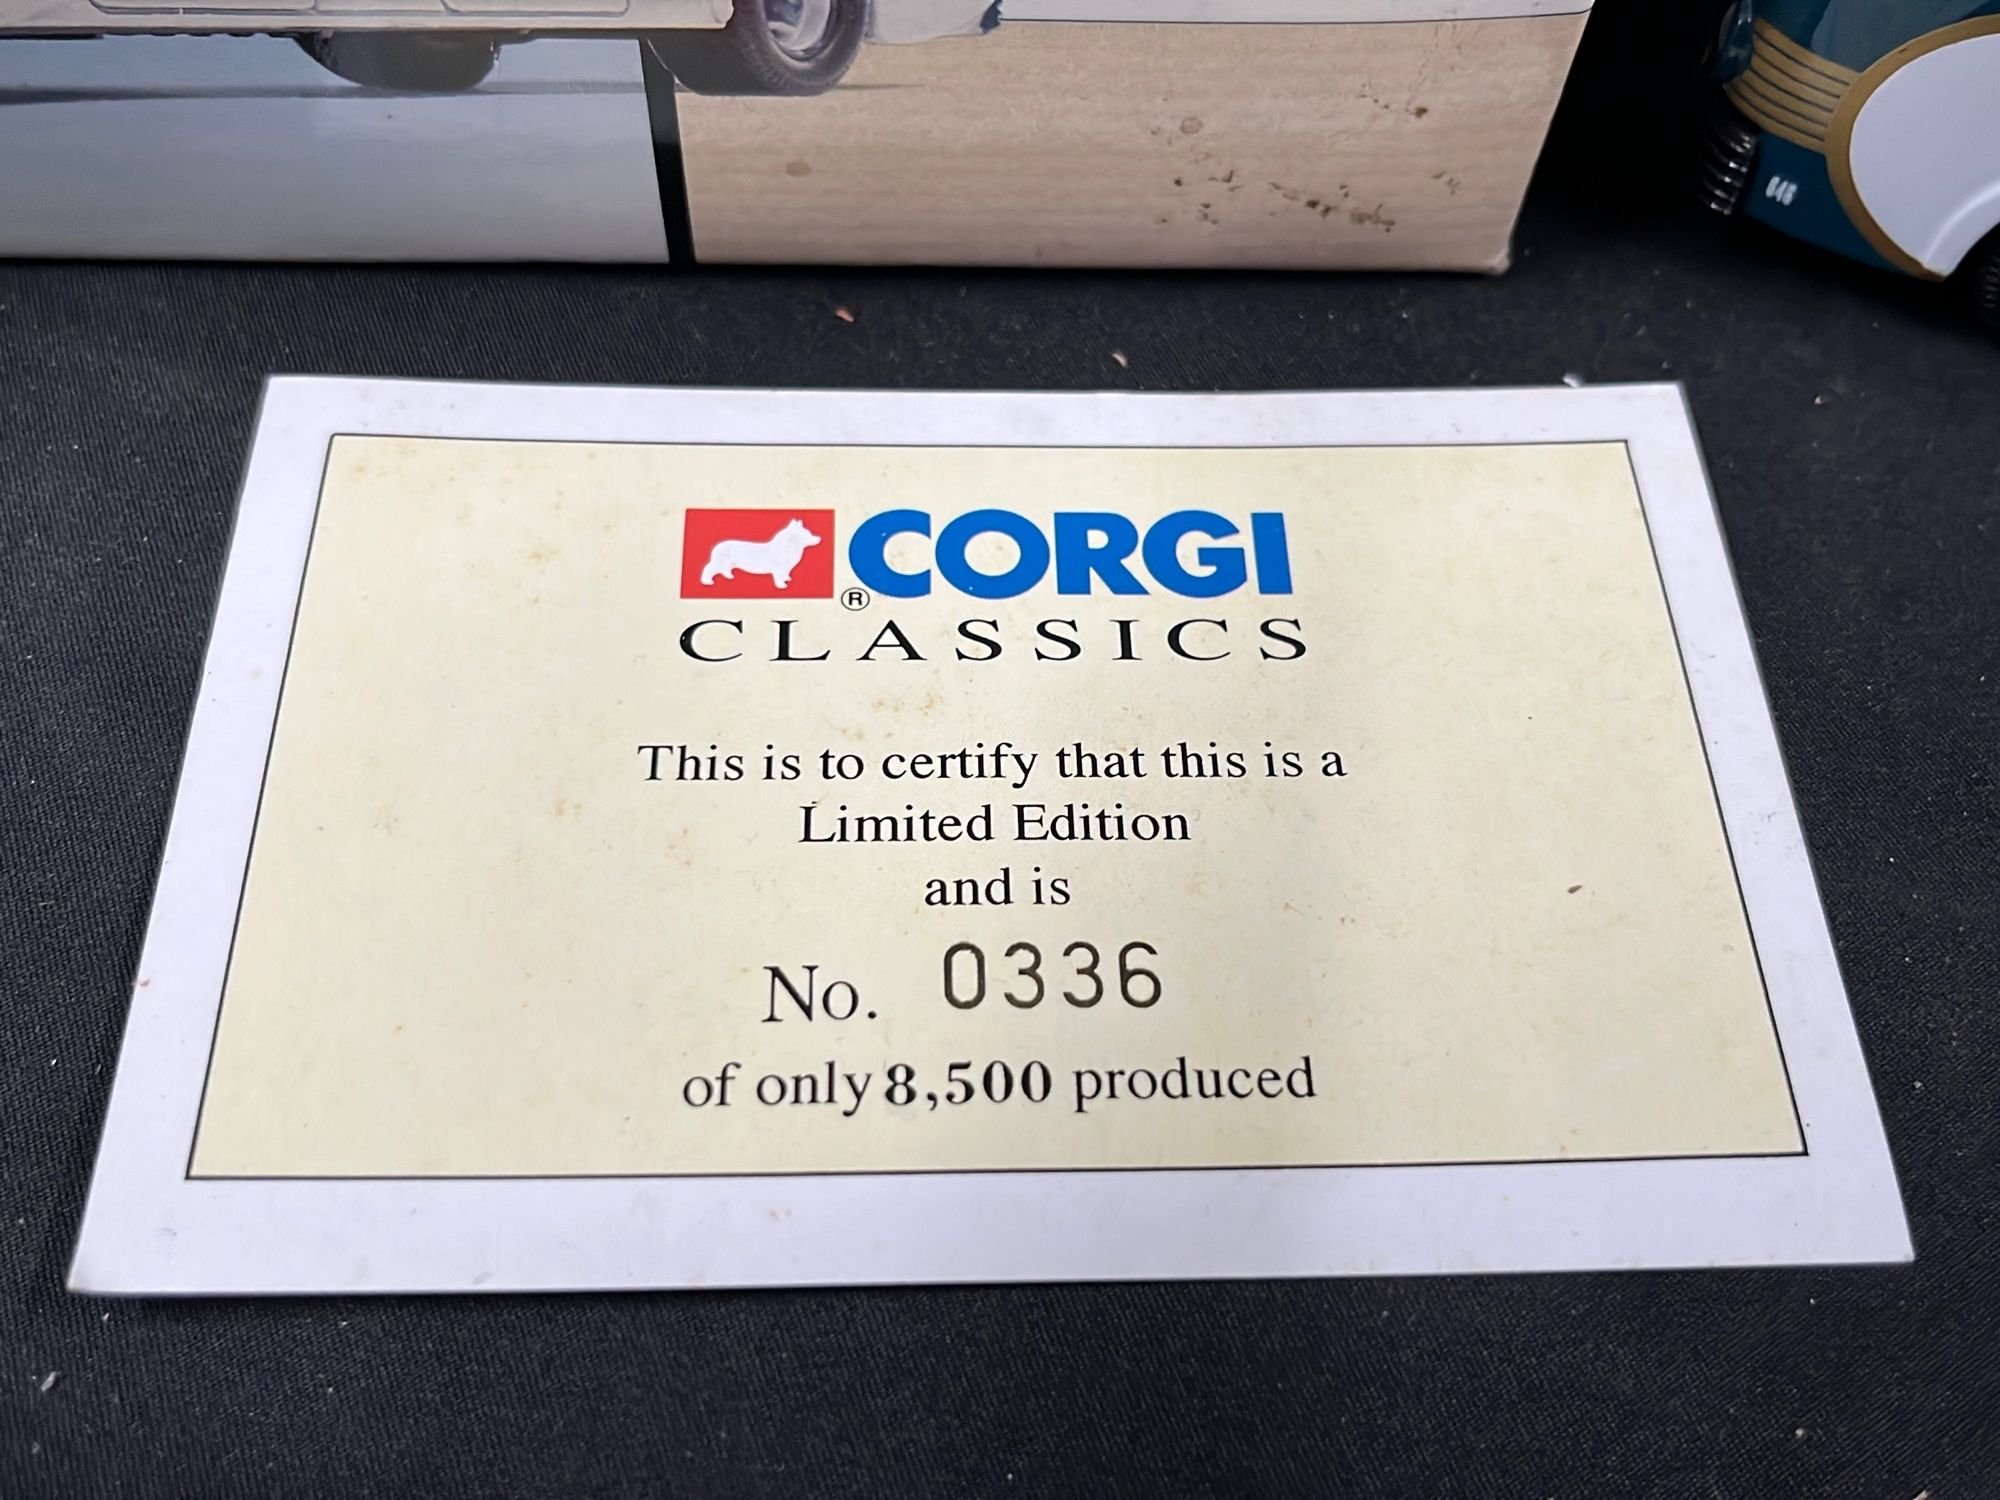 646
® CORGI
CLASSICS
This is to certify that this is a
Limited Edition
and is
No. 0336
of only 8,500 produced